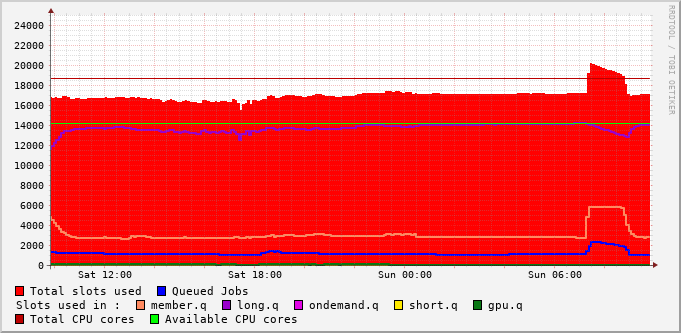 RRDTOOL / TOBI OETIKER
24000
22000
20000
18000
16000
14000
12000
10000
8000
6000
4000
2000
0
Sat 12:00 Sat 18:00 Sun 00:00 Sun 06:00
Total slots used Queued Jobs
Slots used in : member.q long.q ondemand.q short.q gpu.q
Total CPU cores Available CPU cores